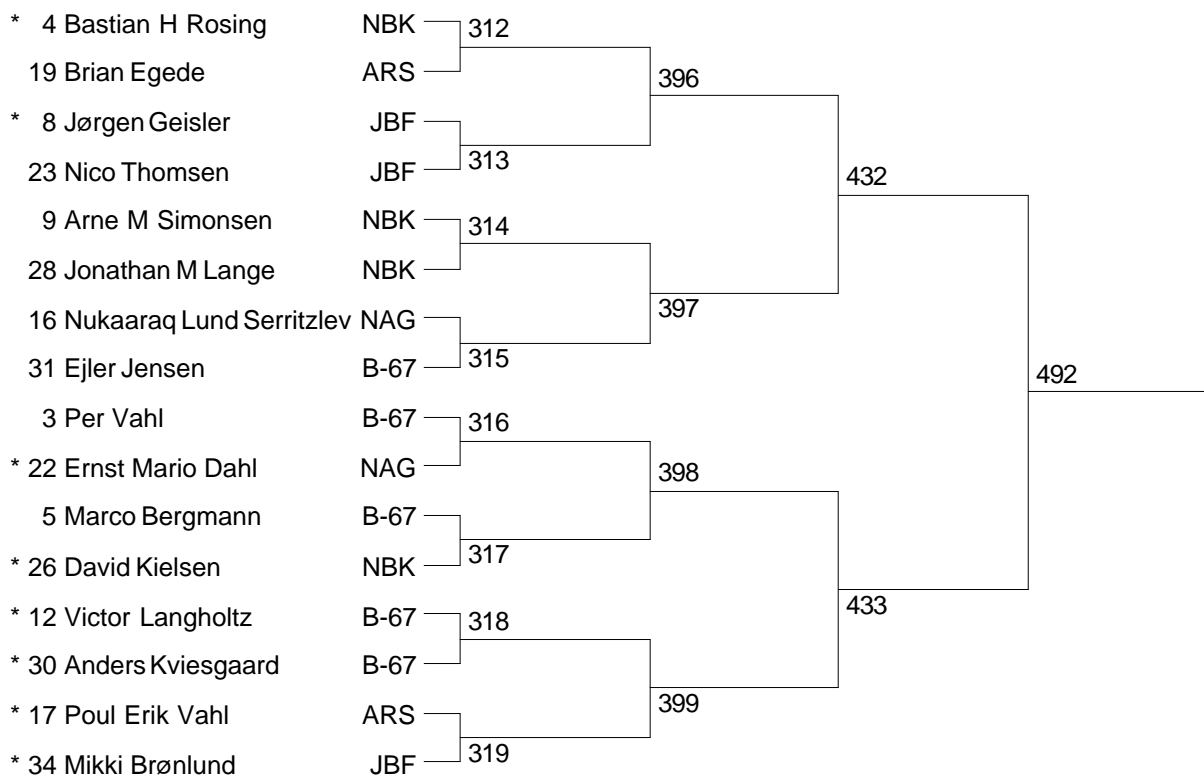 * 4 Bastian H Rosing NBK 312
19 Brian Egede ARS 396
* 8 Jørgen Geisler JBF
23 Nico Thomsen JBF 313 432
9 Arne M Simonsen NBK 314
28 Jonathan M Lange NBK
16 Nukaaraq Lund Serritzlev NAG 397
31 Ejler Jensen B-67 315 492
3 Per Vahl B-67 316
* 22 Ernst Mario Dahl NAG 398
5 Marco Bergmann B-67
* 26 David Kielsen NBK 317
* 12 Victor Langholtz B-67 318 433
* 30 Anders Kviesgaard B-67
* 17 Poul Erik Vahl ARS 399
* 34 Mikki Brønlund JBF 319